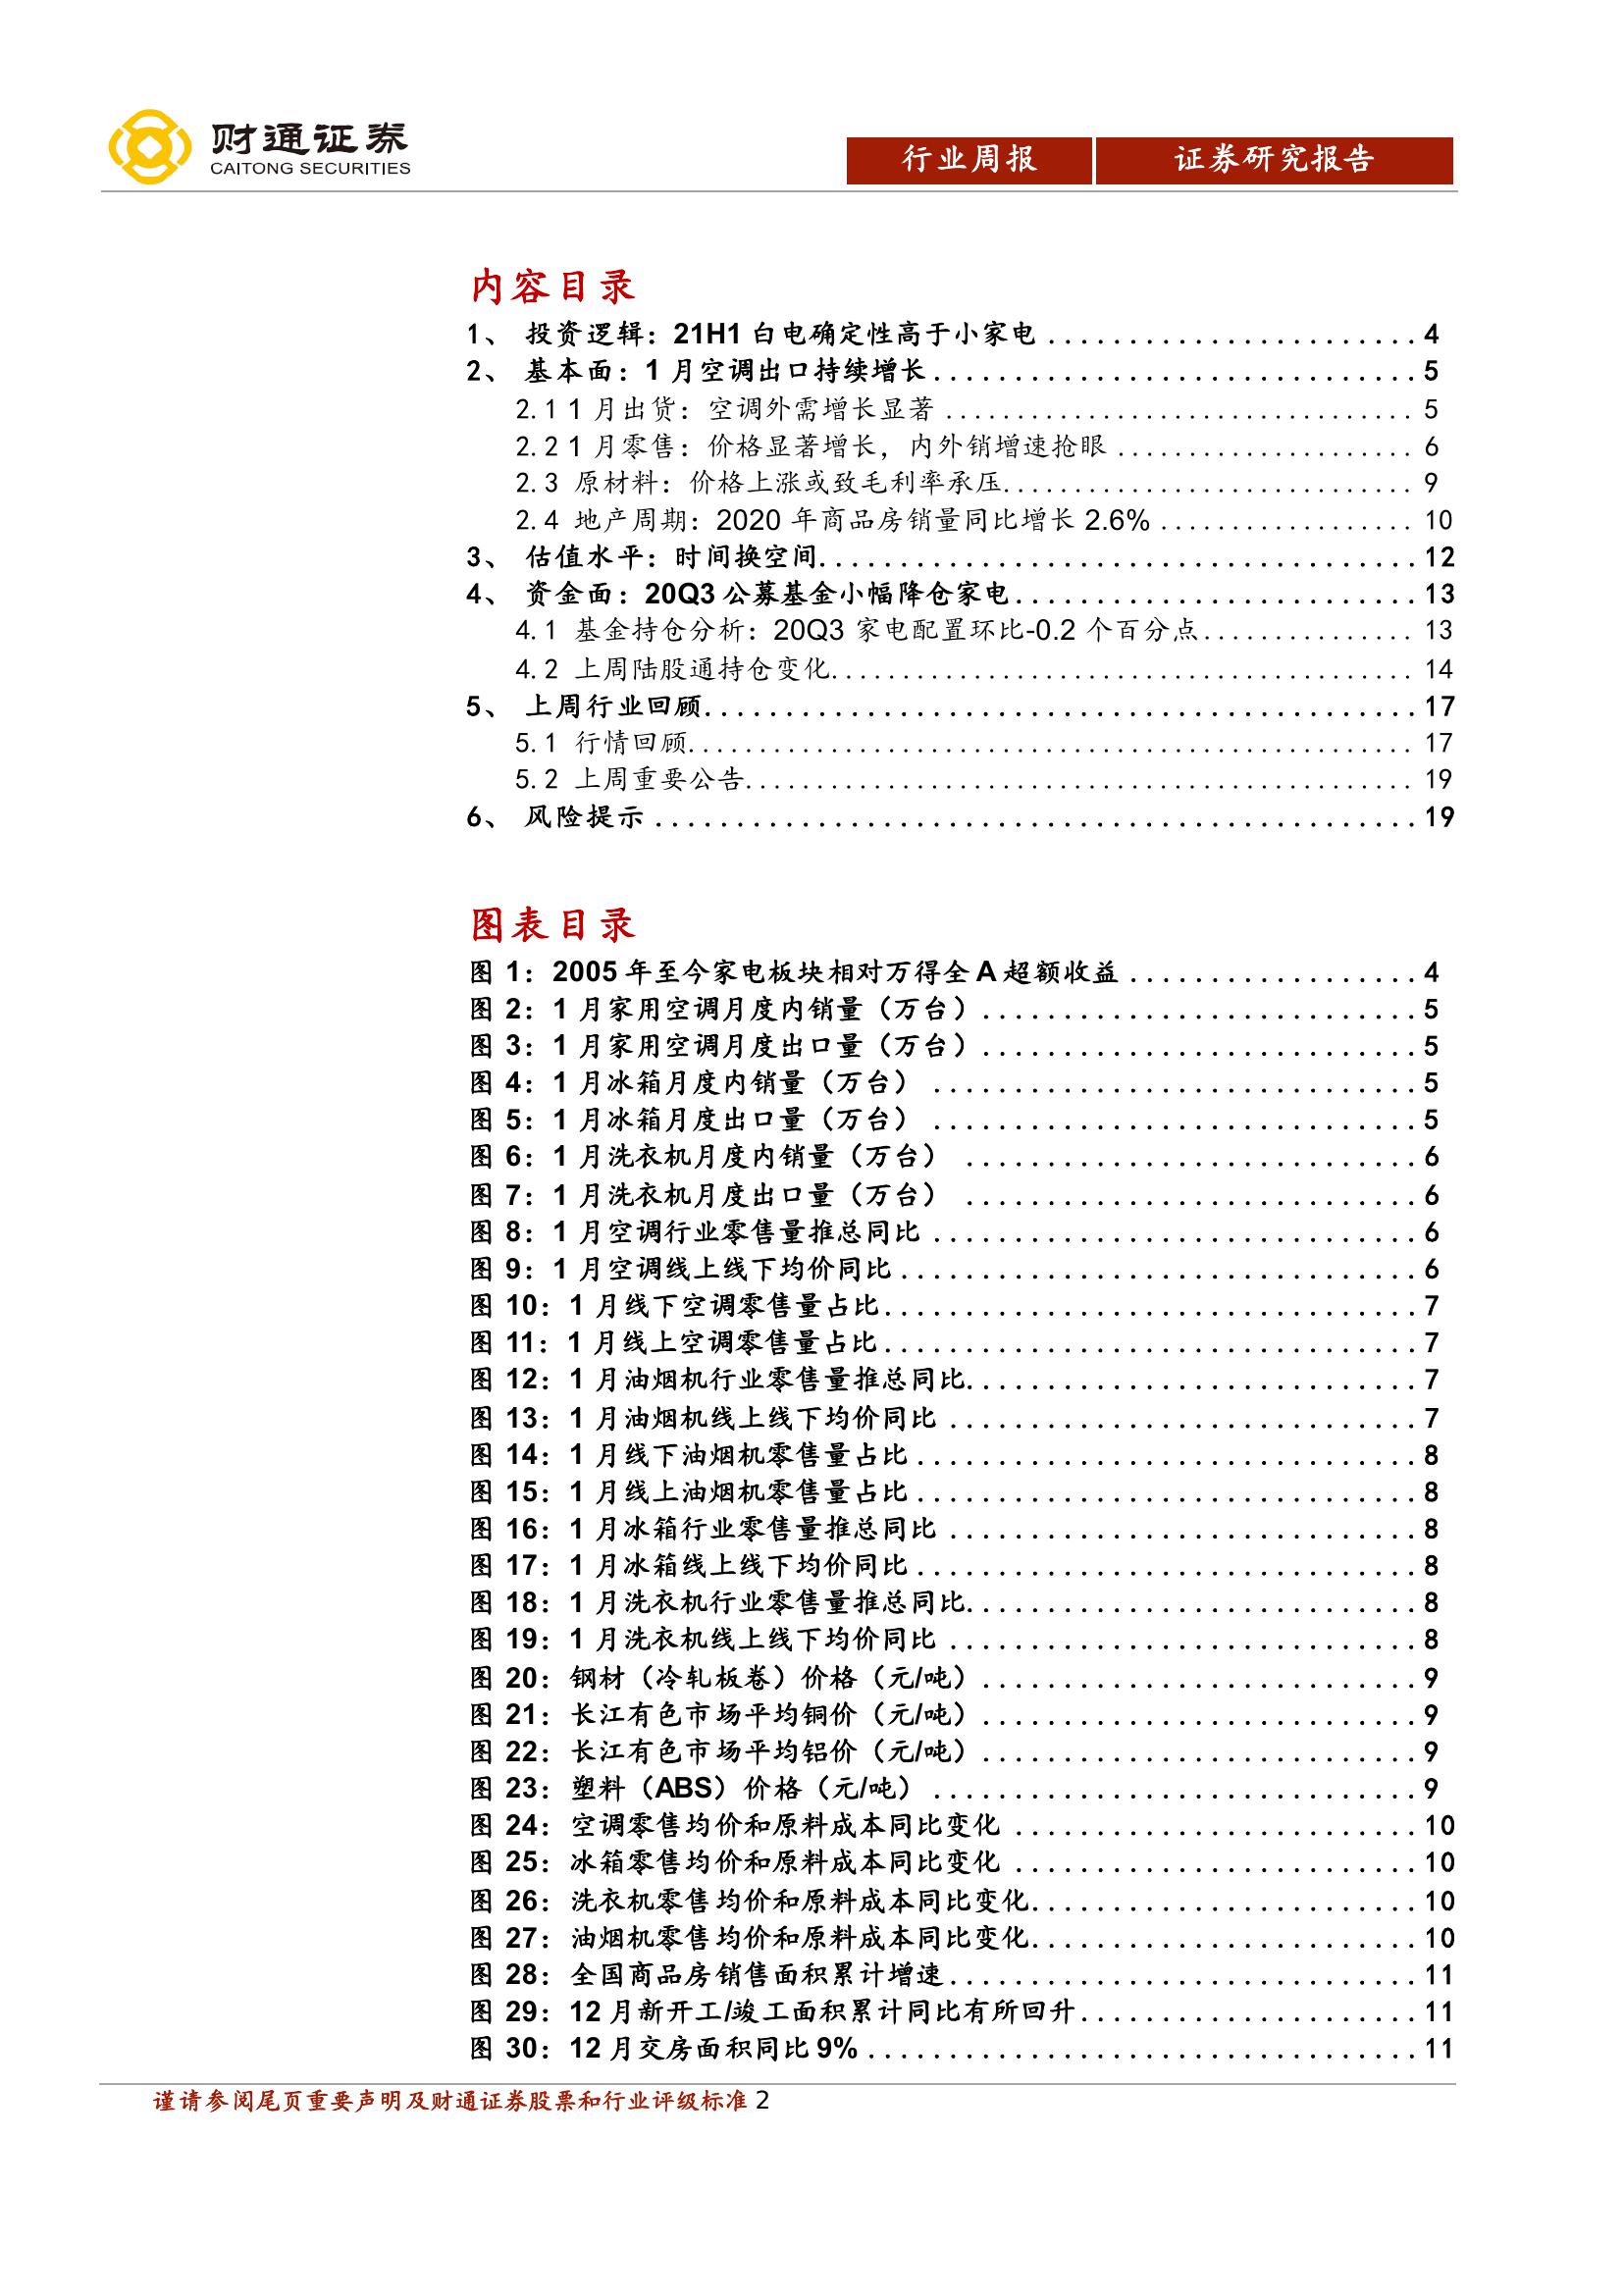 财通证券
CAITONG SECURITIES
行业周报
证券研究报告
内容目录
1、 投资逻辑：21H1 白电确定性高于小家电 ....................... 4
2、 基本面：1 月空调出口持续增长.............................. 5
2.1 1 月出货：空调外需增长显著 ................................. 5
2.2 1 月零售：价格显著增长，内外销增速抢眼 ..................... 6
2.3 原材料：价格上涨或致毛利率承压............................. 9
2.4 地产周期：2020 年商品房销量同比增长 2.6% .................. 10
3、 估值水平：时间换空间..................................... 12
4、 资金面：20Q3 公募基金小幅降仓家电......................... 13
4.1 基金持仓分析：20Q3 家电配置环比-0.2 个百分点............... 13
4.2 上周陆股通持仓变化......................................... 14
5、 上周行业回顾............................................ 17
5.1 行情回顾................................................... 17
5.2 上周重要公告............................................... 19
6、 风险提示 ............................................... 19
图表目录
图 1：2005 年至今家电板块相对万得全 A 超额收益 .................. 4
图 2：1 月家用空调月度内销量（万台）........................... 5
图 3：1 月家用空调月度出口量（万台）........................... 5
图 4：1 月冰箱月度内销量（万台） .............................. 5
图 5：1 月冰箱月度出口量（万台） .............................. 5
图 6：1 月洗衣机月度内销量（万台） ............................ 6
图 7：1 月洗衣机月度出口量（万台） ............................ 6
图 8：1 月空调行业零售量推总同比 .............................. 6
图 9：1 月空调线上线下均价同比................................ 6
图 10：1 月线下空调零售量占比................................. 7
图 11：1 月线上空调零售量占比................................. 7
图 12：1 月油烟机行业零售量推总同比............................ 7
图 13：1 月油烟机线上线下均价同比 ............................. 7
图 14：1 月线下油烟机零售量占比............................... 8
图 15：1 月线上油烟机零售量占比............................... 8
图 16：1 月冰箱行业零售量推总同比 ............................. 8
图 17：1 月冰箱线上线下均价同比............................... 8
图 18：1 月洗衣机行业零售量推总同比............................ 8
图 19：1 月洗衣机线上线下均价同比 ............................. 8
图 20：钢材（冷轧板卷）价格（元/吨）........................... 9
图 21：长江有色市场平均铜价（元/吨）........................... 9
图 22：长江有色市场平均铝价（元/吨）........................... 9
图 23：塑料（ABS）价格（元/吨） .............................. 9
图 24：空调零售均价和原料成本同比变化 ......................... 10
图 25：冰箱零售均价和原料成本同比变化 ......................... 10
图 26：洗衣机零售均价和原料成本同比变化........................ 10
图 27：油烟机零售均价和原料成本同比变化........................ 10
图 28：全国商品房销售面积累计增速............................. 11
图 29：12 月新开工/竣工面积累计同比有所回升..................... 11
图 30：12 月交房面积同比 9% .................................. 11
谨请参阅尾页重要声明及财通证券股票和行业评级标准 2